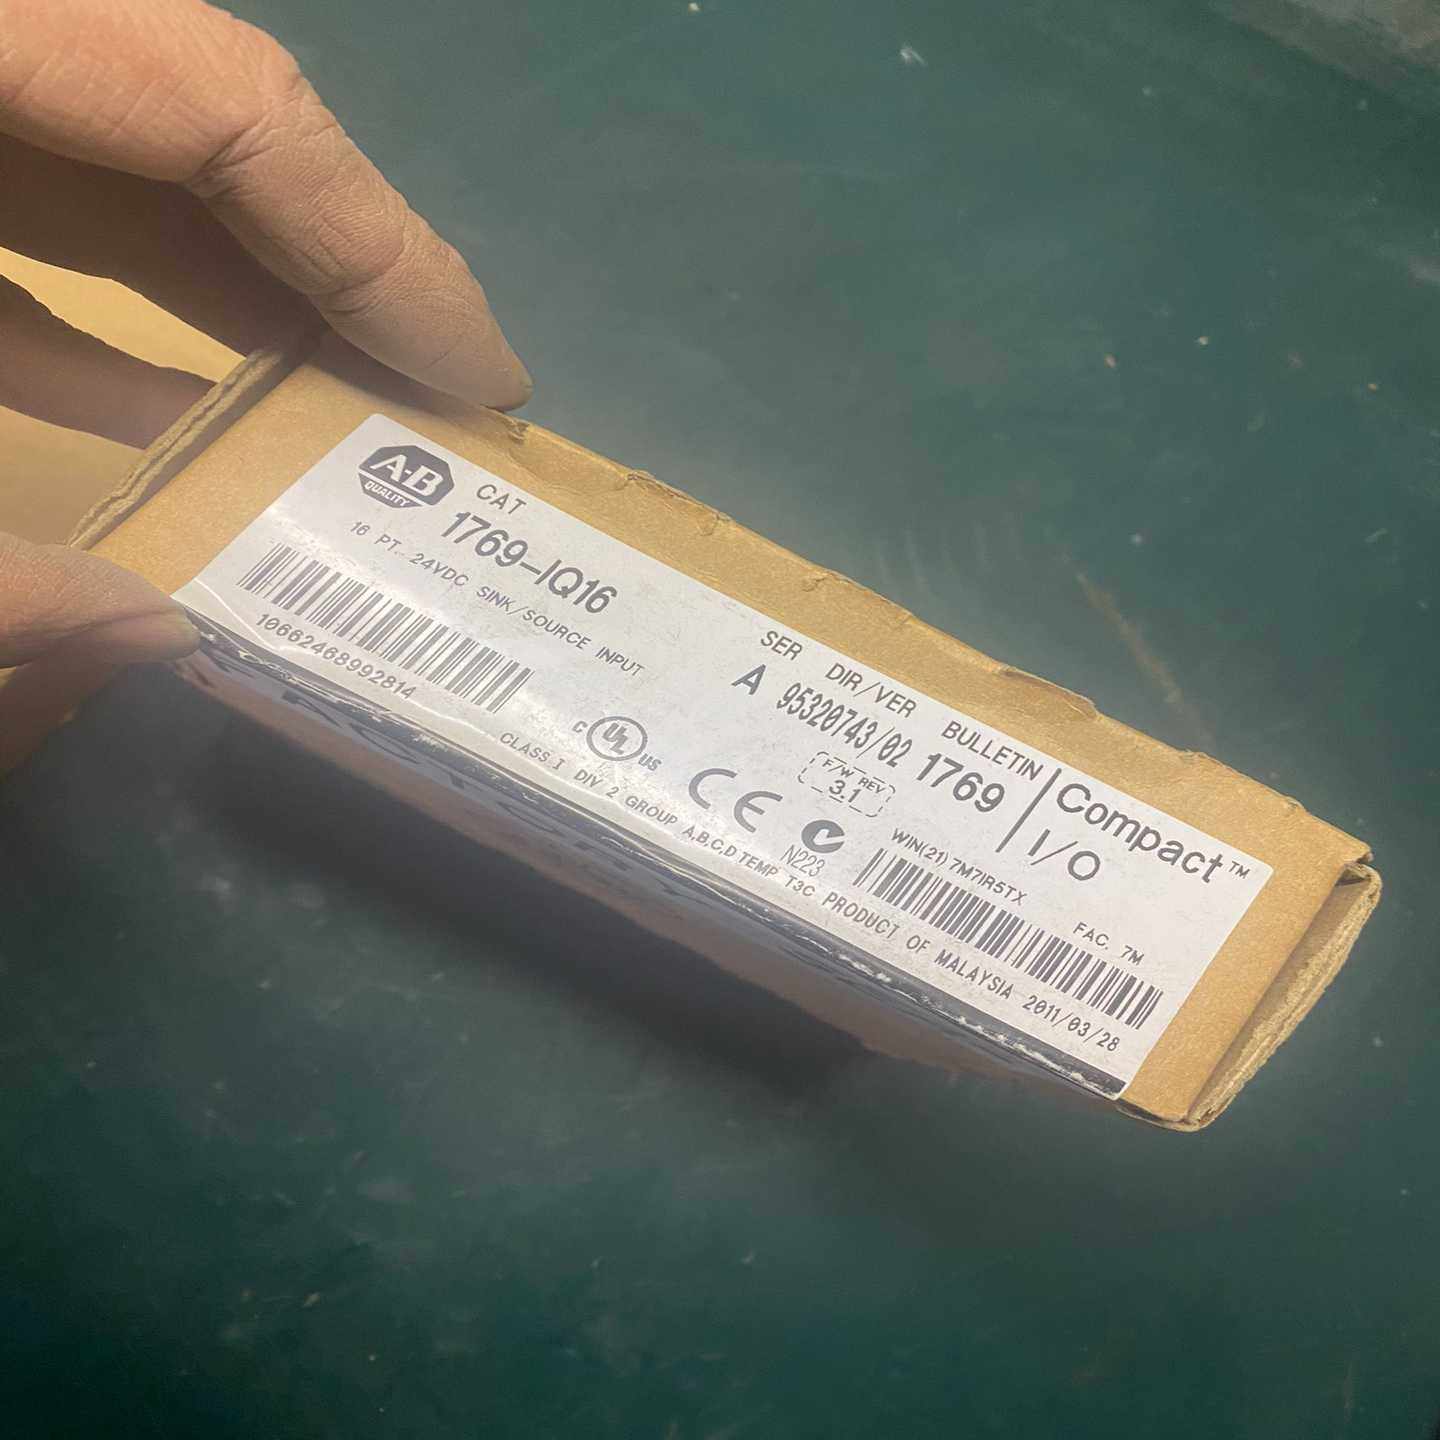 A-B
QUALITY
CAT
1769-IQ16
16 PT. 24VDC SINK/SOURCE INPUT
10662468992814
SER DIR/VER BULLETIN
A 95320743/02 1769
Compact™
I/O
F/W REV
3.1
C UL US
CE
N223
WIN(21) 7M7IR5TX
FAC. 7M
CLASS I DIV 2 GROUP A,B,C,D TEMP T3C PRODUCT OF MALAYSIA 2011/03/28